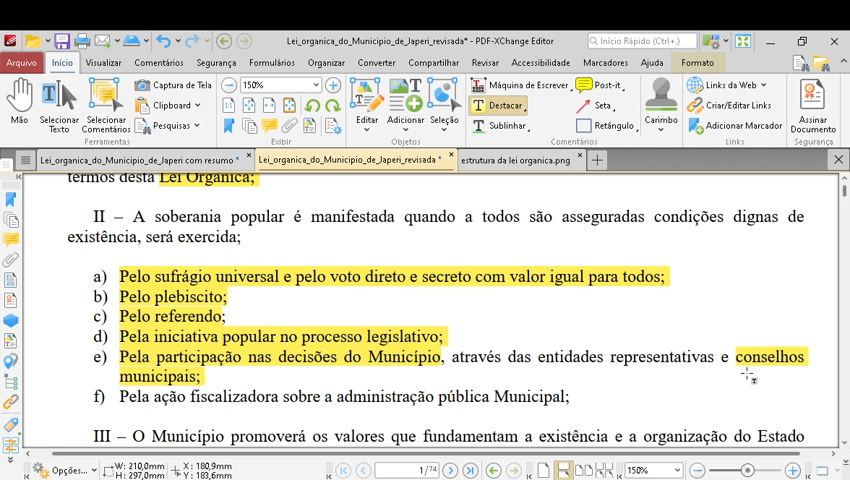 Lei_organica_do_Municipio_de_Japeri_revisada* - PDF-XChange Editor
Início Rápido (Ctrl+.)
Arquivo Início Visualizar Comentários Segurança Formulários Organizar Converter Compartilhar Revisar Acessibilidade Marcadores Ajuda Formato
Mão
Selecionar Texto
Selecionar Comentários
Captura de Tela
Clipboard
Pesquisas
Ferramentas
150%
Exibir
Editar
Adicionar
Seleção
Objetos
Máquina de Escrever
Destacar
Sublinhar
Post-it
Seta
Retângulo
Comentários
Carimbo
Links da Web
Criar/Editar Links
Adicionar Marcador
Links
Assinar Documento
Segurança
Lei_organica_do_Municipio_de_Japeri com resumo * Lei_organica_do_Municipio_de_Japeri_revisada * estrutura da lei organica.png
termos desta Lei Orgânica;
II – A soberania popular é manifestada quando a todos são asseguradas condições dignas de
existência, será exercida;
a) Pelo sufrágio universal e pelo voto direto e secreto com valor igual para todos;
b) Pelo plebiscito;
c) Pelo referendo;
d) Pela iniciativa popular no processo legislativo;
e) Pela participação nas decisões do Município, através das entidades representativas e conselhos
municipais;
f) Pela ação fiscalizadora sobre a administração pública Municipal;
III – O Município promoverá os valores que fundamentam a existência e a organização do Estado
Opções...
W: 210,0mm
H: 297,0mm
X: 180,9mm
Y: 183,6mm
1/74
150%